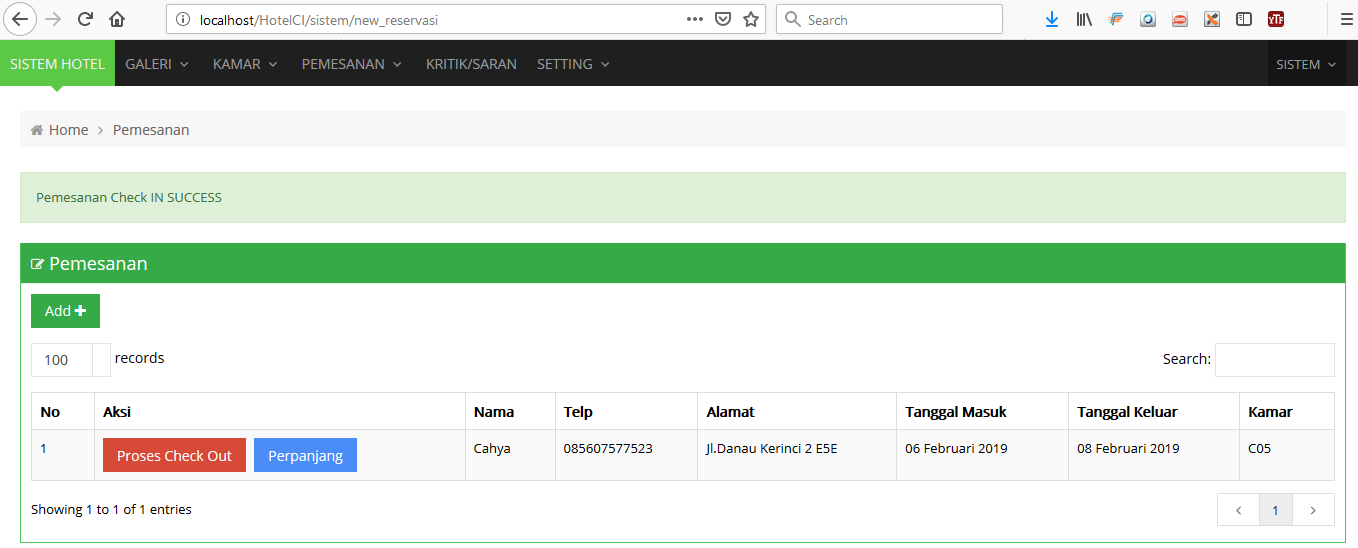 localhost/HotelCI/sistem/new_reservasi
Search
SISTEM HOTEL GALERI KAMAR PEMESANAN KRITIK/SARAN SETTING SISTEM
Home > Pemesanan
Pemesanan Check IN SUCCESS
Pemesanan
Add
100 records Search:
No Aksi Nama Telp Alamat Tanggal Masuk Tanggal Keluar Kamar
1 Proses Check Out Perpanjang Cahya 085607577523 Jl.Danau Kerinci 2 E5E 06 Februari 2019 08 Februari 2019 C05
Showing 1 to 1 of 1 entries < 1 >